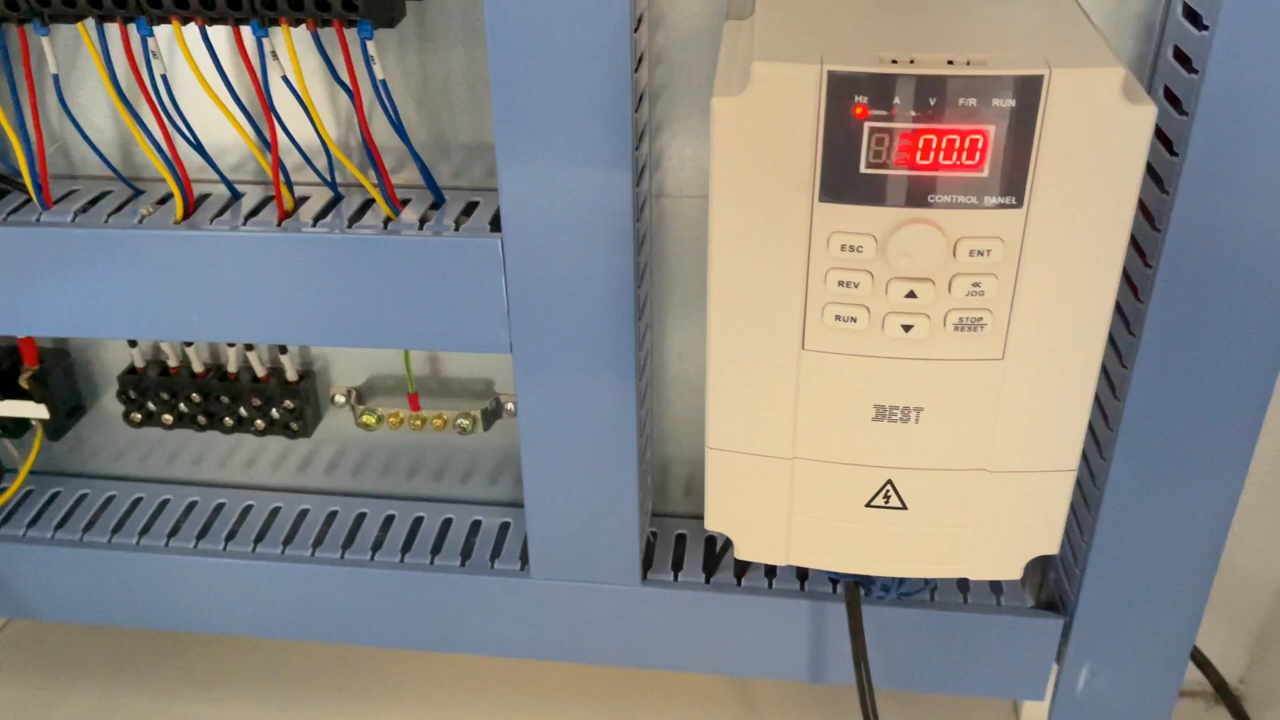 Hz A V F/R RUN
00.0
CONTROL PANEL
ESC
ENT
REV
JOG
RUN
STOP
RESET
BEST